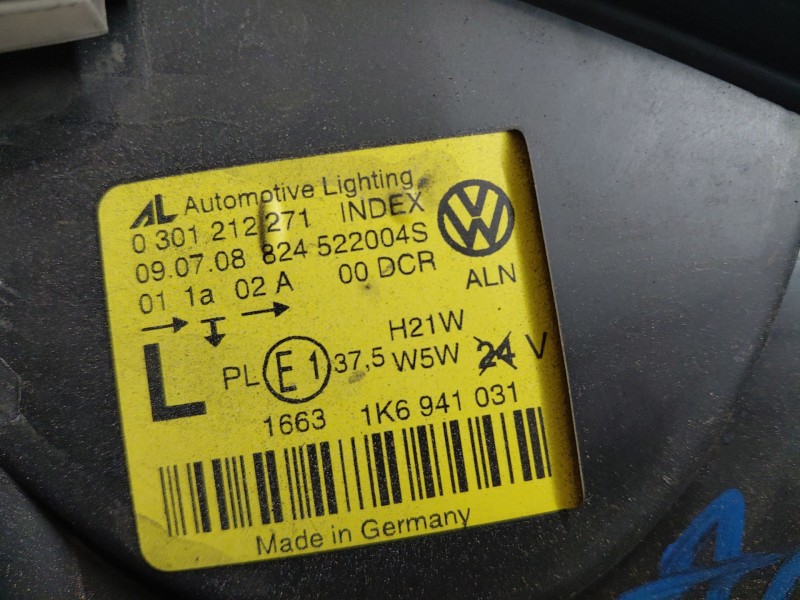 AL Automotive Lighting
0 301 212 271 INDEX
09.07.08 824 522004S
01 1a 02 A 00 DCR
VW
ALN
L PL E1 37,5 H21W
W5W 24 V
1663 1K6 941 031
Made in Germany